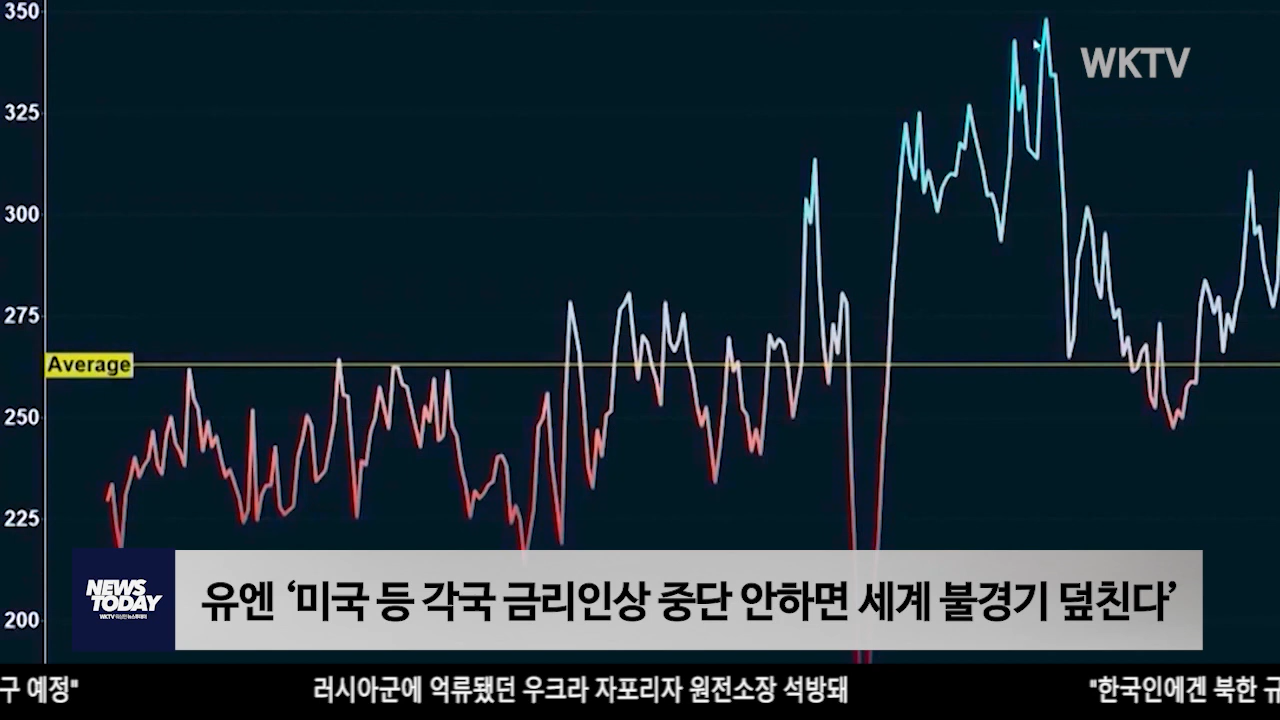 350
WKTV
325
300
275
Average
250
225
NEWS
TODAY
유엔 ‘미국 등 각국 금리인상 중단 안하면 세계 불경기 덮친다’
200
구 예정" 러시아군에 억류됐던 우크라 자포리자 원전소장 석방돼 "한국인에겐 북한 규